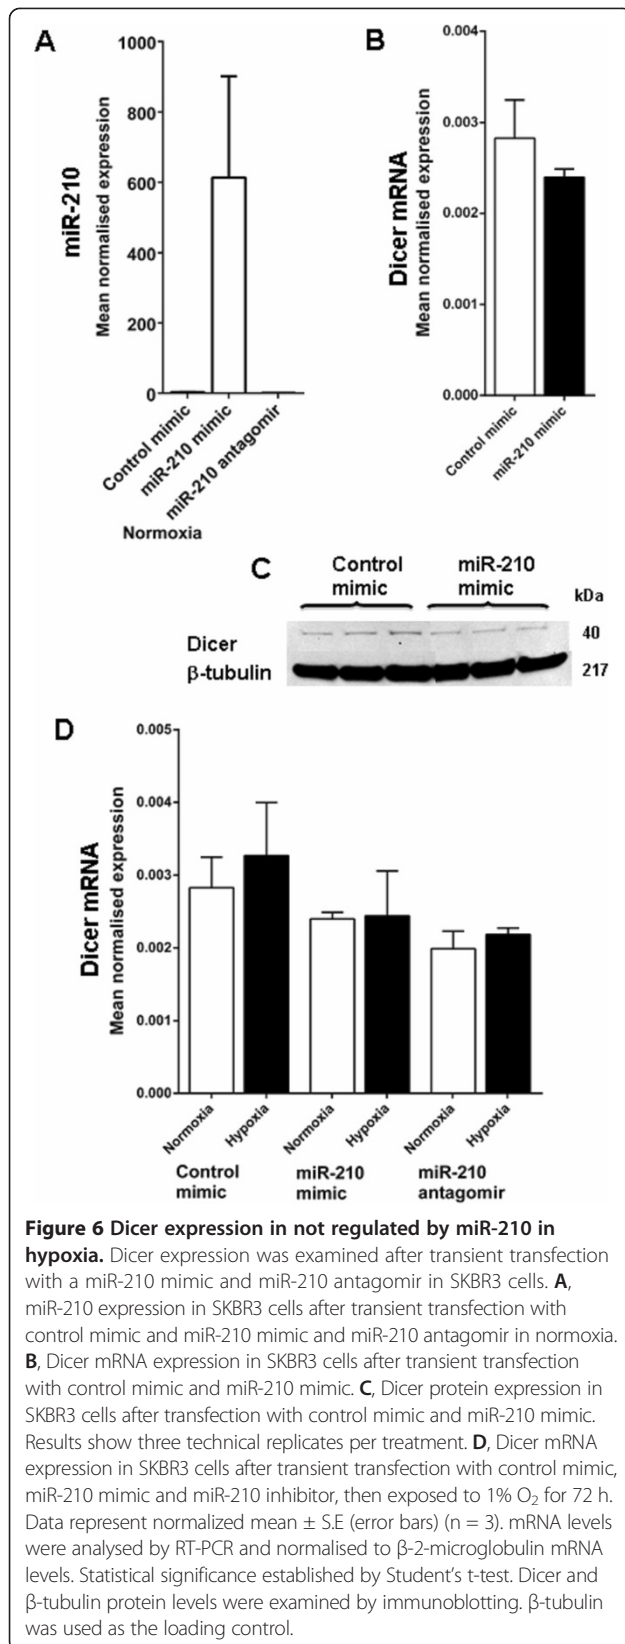 A
1000
800
600
400
200
0
miR-210
Mean normalised expression
Control mimic
miR-210 mimic
miR-210 antagomir
Normoxia
B
0.004
0.003
0.002
0.001
0.000
Dicer mRNA
Mean normalised expression
Control mimic
miR-210 mimic
C
Control mimic
miR-210 mimic
kDa
Dicer
40
β-tubulin
217
D
0.005
0.004
0.003
0.002
0.001
0.000
Dicer mRNA
Mean normalised expression
Normoxia
Hypoxia
Normoxia
Hypoxia
Normoxia
Hypoxia
Control mimic
miR-210 mimic
miR-210 antagomir
Figure 6 Dicer expression in not regulated by miR-210 in
hypoxia. Dicer expression was examined after transient transfection
with a miR-210 mimic and miR-210 antagomir in SKBR3 cells. A,
miR-210 expression in SKBR3 cells after transient transfection with
control mimic and miR-210 mimic and miR-210 antagomir in normoxia.
B, Dicer mRNA expression in SKBR3 cells after transient transfection
with control mimic and miR-210 mimic. C, Dicer protein expression in
SKBR3 cells after transfection with control mimic and miR-210 mimic.
Results show three technical replicates per treatment. D, Dicer mRNA
expression in SKBR3 cells after transient transfection with control mimic,
miR-210 mimic and miR-210 inhibitor, then exposed to 1% O₂ for 72 h.
Data represent normalized mean ± S.E (error bars) (n = 3). mRNA levels
were analysed by RT-PCR and normalised to β-2-microglobulin mRNA
levels. Statistical significance established by Student's t-test. Dicer and
β-tubulin protein levels were examined by immunoblotting. β-tubulin
was used as the loading control.